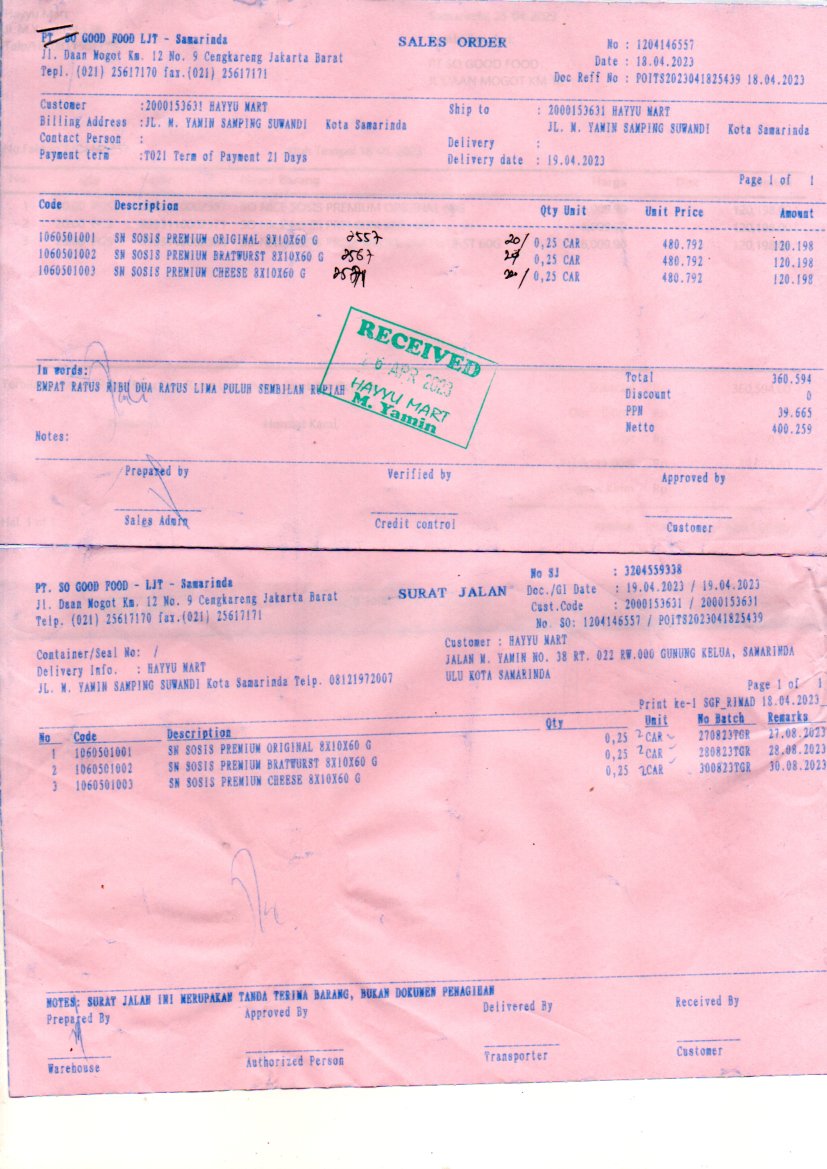 PT. SO GOOD FOOD LJT - Samarinda
Jl. Daan Mogot Km. 12 No. 9 Cengkareng Jakarta Barat
Tepl. (021) 25617170 fax.(021) 25617171
SALES ORDER
No : 1204146557
Date : 18.04.2023
Doc Reff No : POITS2023041825439 18.04.2023
Customer :2000153631 HAYYU MART
Billing Address :JL. M. YAMIN SAMPING SUWANDI Kota Samarinda
Contact Person :
Payment term :T021 Term of Payment 21 Days
Ship to : 2000153631 HAYYU MART
JL. M. YAMIN SAMPING SUWANDI Kota Samarinda
Delivery :
Delivery date : 19.04.2023
Page 1 of 1
Code Description Qty Unit Unit Price Amount
1060501001 SN SOSIS PREMIUM ORIGINAL 8X10X60 G 2557 20/ 0,25 CAR 480.792 120.198
1060501002 SN SOSIS PREMIUM BRATWURST 8X10X60 G 2567 0,25 CAR 480.792 120.198
1060501003 SN SOSIS PREMIUM CHEESE 8X10X60 G 0,25 CAR 480.792 120.198
RECEIVED
APR 2023
HAYYU MART
M. Yamin
In words:
EMPAT RATUS RIBU DUA RATUS LIMA PULUH SEMBILAN RUPIAH
Total 360.594
Discount 0
PPN 39.665
Netto 400.259
Notes:
Prepared by Verified by Approved by
Sales Admin Credit control Customer
PT. SO GOOD FOOD - LJT - Samarinda
Jl. Daan Mogot Km. 12 No. 9 Cengkareng Jakarta Barat
Telp. (021) 25617170 fax.(021) 25617171
SURAT JALAN
No SJ : 3204559338
Doc./GI Date : 19.04.2023 / 19.04.2023
Cust.Code : 2000153631 / 2000153631
No. SO: 1204146557 / POITS2023041825439
Container/Seal No: /
Delivery Info. : HAYYU MART
JL. M. YAMIN SAMPING SUWANDI Kota Samarinda Telp. 08121972007
Customer : HAYYU MART
JALAN M. YAMIN NO. 38 RT. 022 RW.000 GUNUNG KELUA, SAMARINDA
ULU KOTA SAMARINDA
Page 1 of 1
Print ke-1 SGF_RIMAD 18.04.2023
No Code Description Qty Unit No Batch Remarks
1 1060501001 SN SOSIS PREMIUM ORIGINAL 8X10X60 G 0,25 2 CAR 270823TGR 27.08.2023
2 1060501002 SN SOSIS PREMIUM BRATWURST 8X10X60 G 0,25 2 CAR 280823TGR 28.08.2023
3 1060501003 SN SOSIS PREMIUM CHEESE 8X10X60 G 0,25 2 CAR 300823TGR 30.08.2023
NOTES: SURAT JALAN INI MERUPAKAN TANDA TERIMA BARANG, BUKAN DOKUMEN PENAGIHAN
Prepared By Approved By Delivered By Received By
Warehouse Authorized Person Transporter Customer